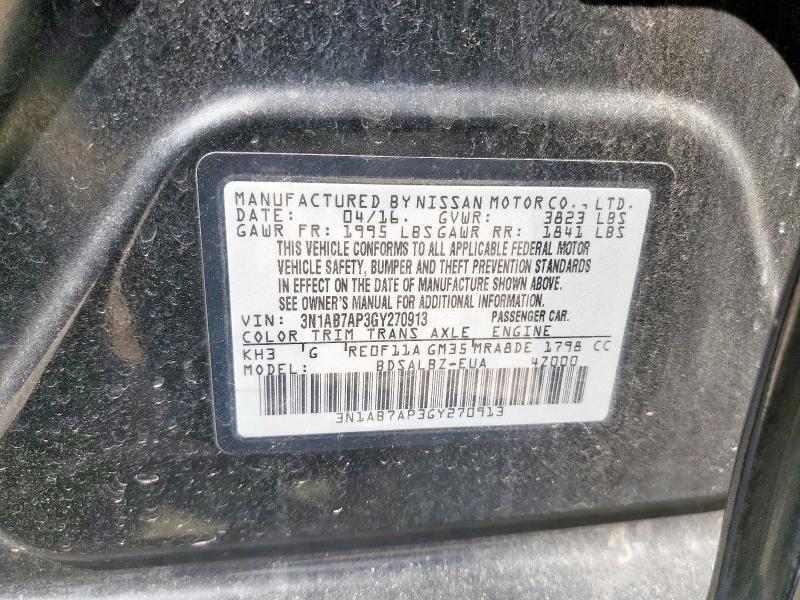 MANUFACTURED BY NISSAN MOTOR CO., LTD.
DATE: 04/16. GVWR: 3823 LBS
GAWR FR: 1995 LBS GAWR RR: 1841 LBS
THIS VEHICLE CONFORMS TO ALL APPLICABLE FEDERAL MOTOR
VEHICLE SAFETY, BUMPER AND THEFT PREVENTION STANDARDS
IN EFFECT ON THE DATE OF MANUFACTURE SHOWN ABOVE.
SEE OWNER'S MANUAL FOR ADDITIONAL INFORMATION.
VIN: 3N1AB7AP3GY270913 PASSENGER CAR.
COLOR TRIM TRANS AXLE ENGINE
KH3 G RE0F11A GM35 MRA8DE 1798 CC
MODEL: BDSALBZ-EUA 4Z000
3N1AB7AP3GY270913